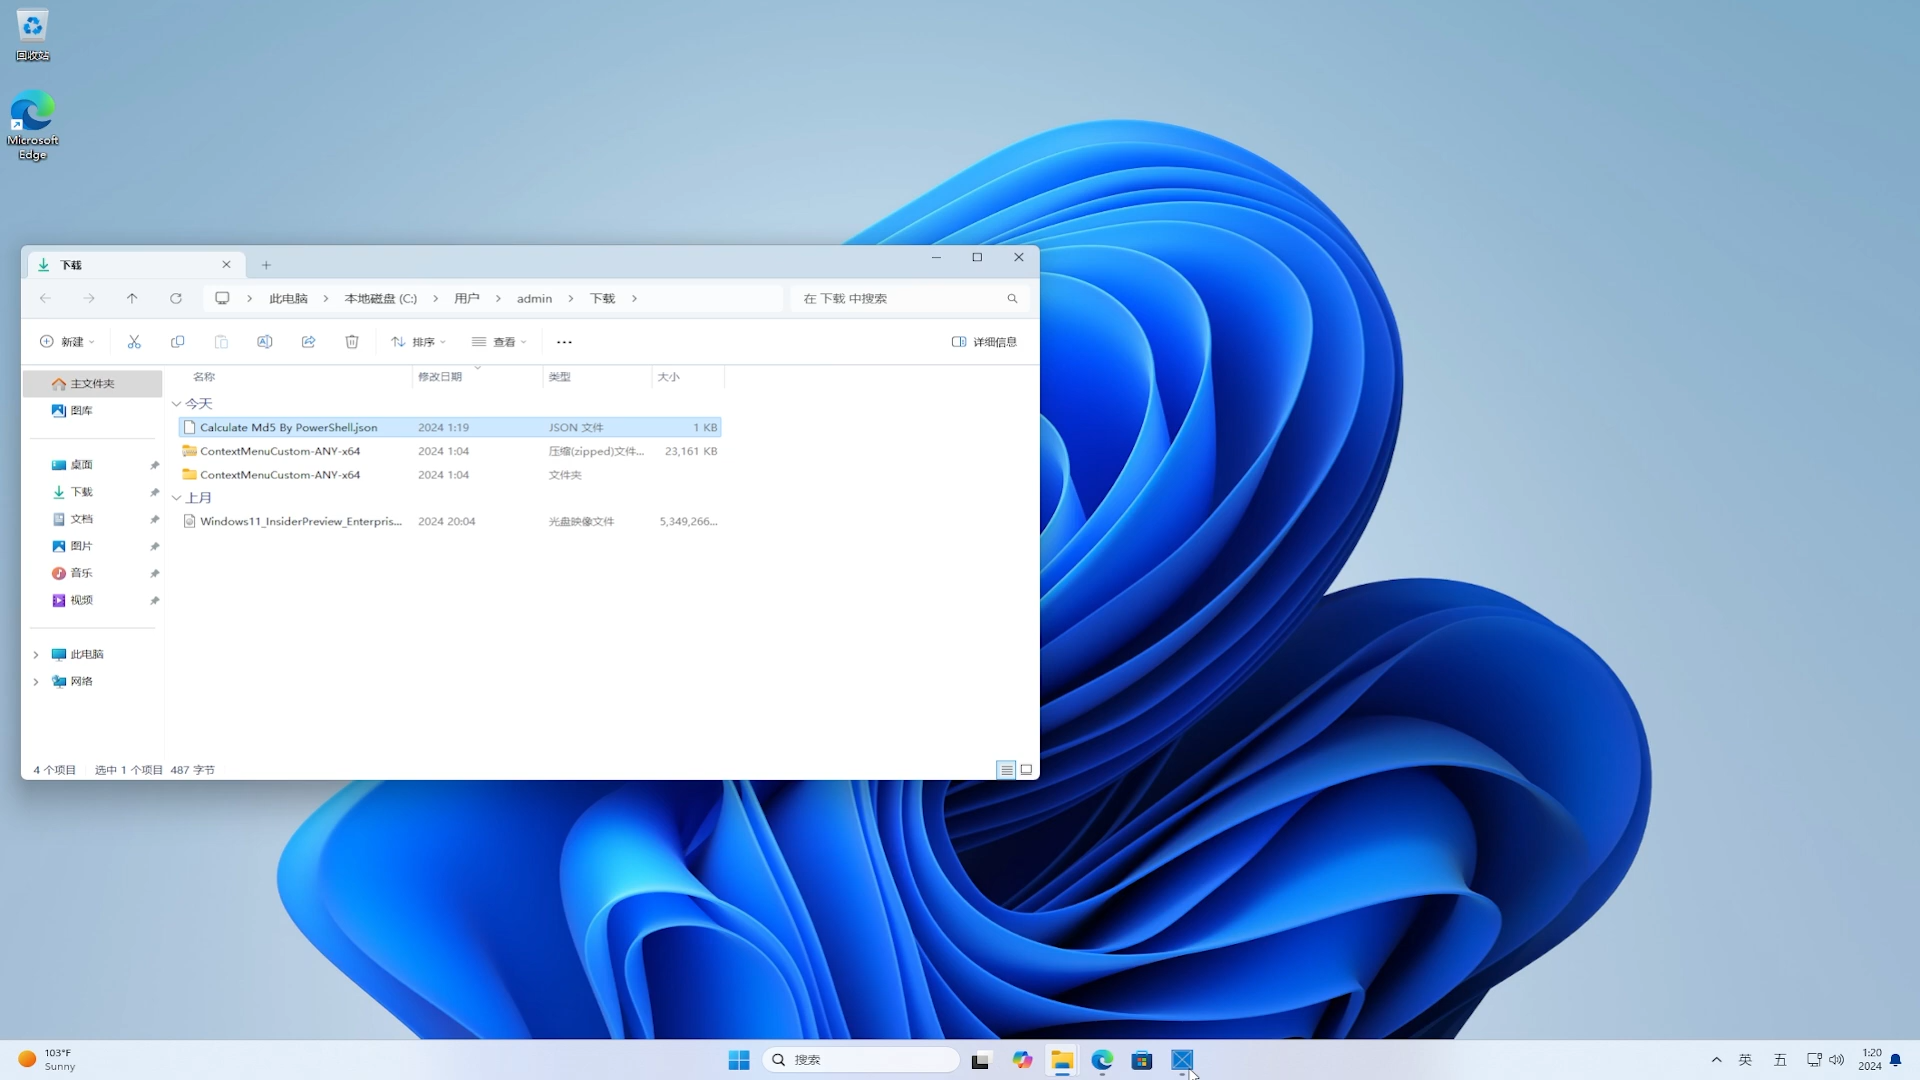 回收站
Microsoft
Edge
下载
此电脑 本地磁盘 (C:) 用户 admin 下载
在 下载 中搜索
新建 排序 查看 详细信息
主文件夹
图库
桌面
下载
文档
图片
音乐
视频
此电脑
网络
名称 修改日期 类型 大小
今天
Calculate Md5 By PowerShell.json 2024 1:19 JSON 文件 1 KB
ContextMenuCustom-ANY-x64 2024 1:04 压缩(zipped)文件... 23,161 KB
ContextMenuCustom-ANY-x64 2024 1:04 文件夹
上月
Windows11_InsiderPreview_Enterpris... 2024 20:04 光盘映像文件 5,349,266...
4 个项目 选中 1 个项目 487 字节
103°F
Sunny
搜索
英 五
1:20
2024